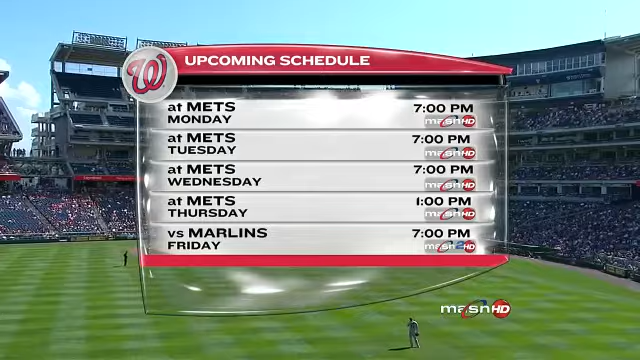 W
UPCOMING SCHEDULE
at METS 7:00 PM
MONDAY masn HD
at METS 7:00 PM
TUESDAY masn HD
at METS 7:00 PM
WEDNESDAY masn HD
at METS 1:00 PM
THURSDAY masn HD
vs MARLINS 7:00 PM
FRIDAY masn2 HD
masn HD